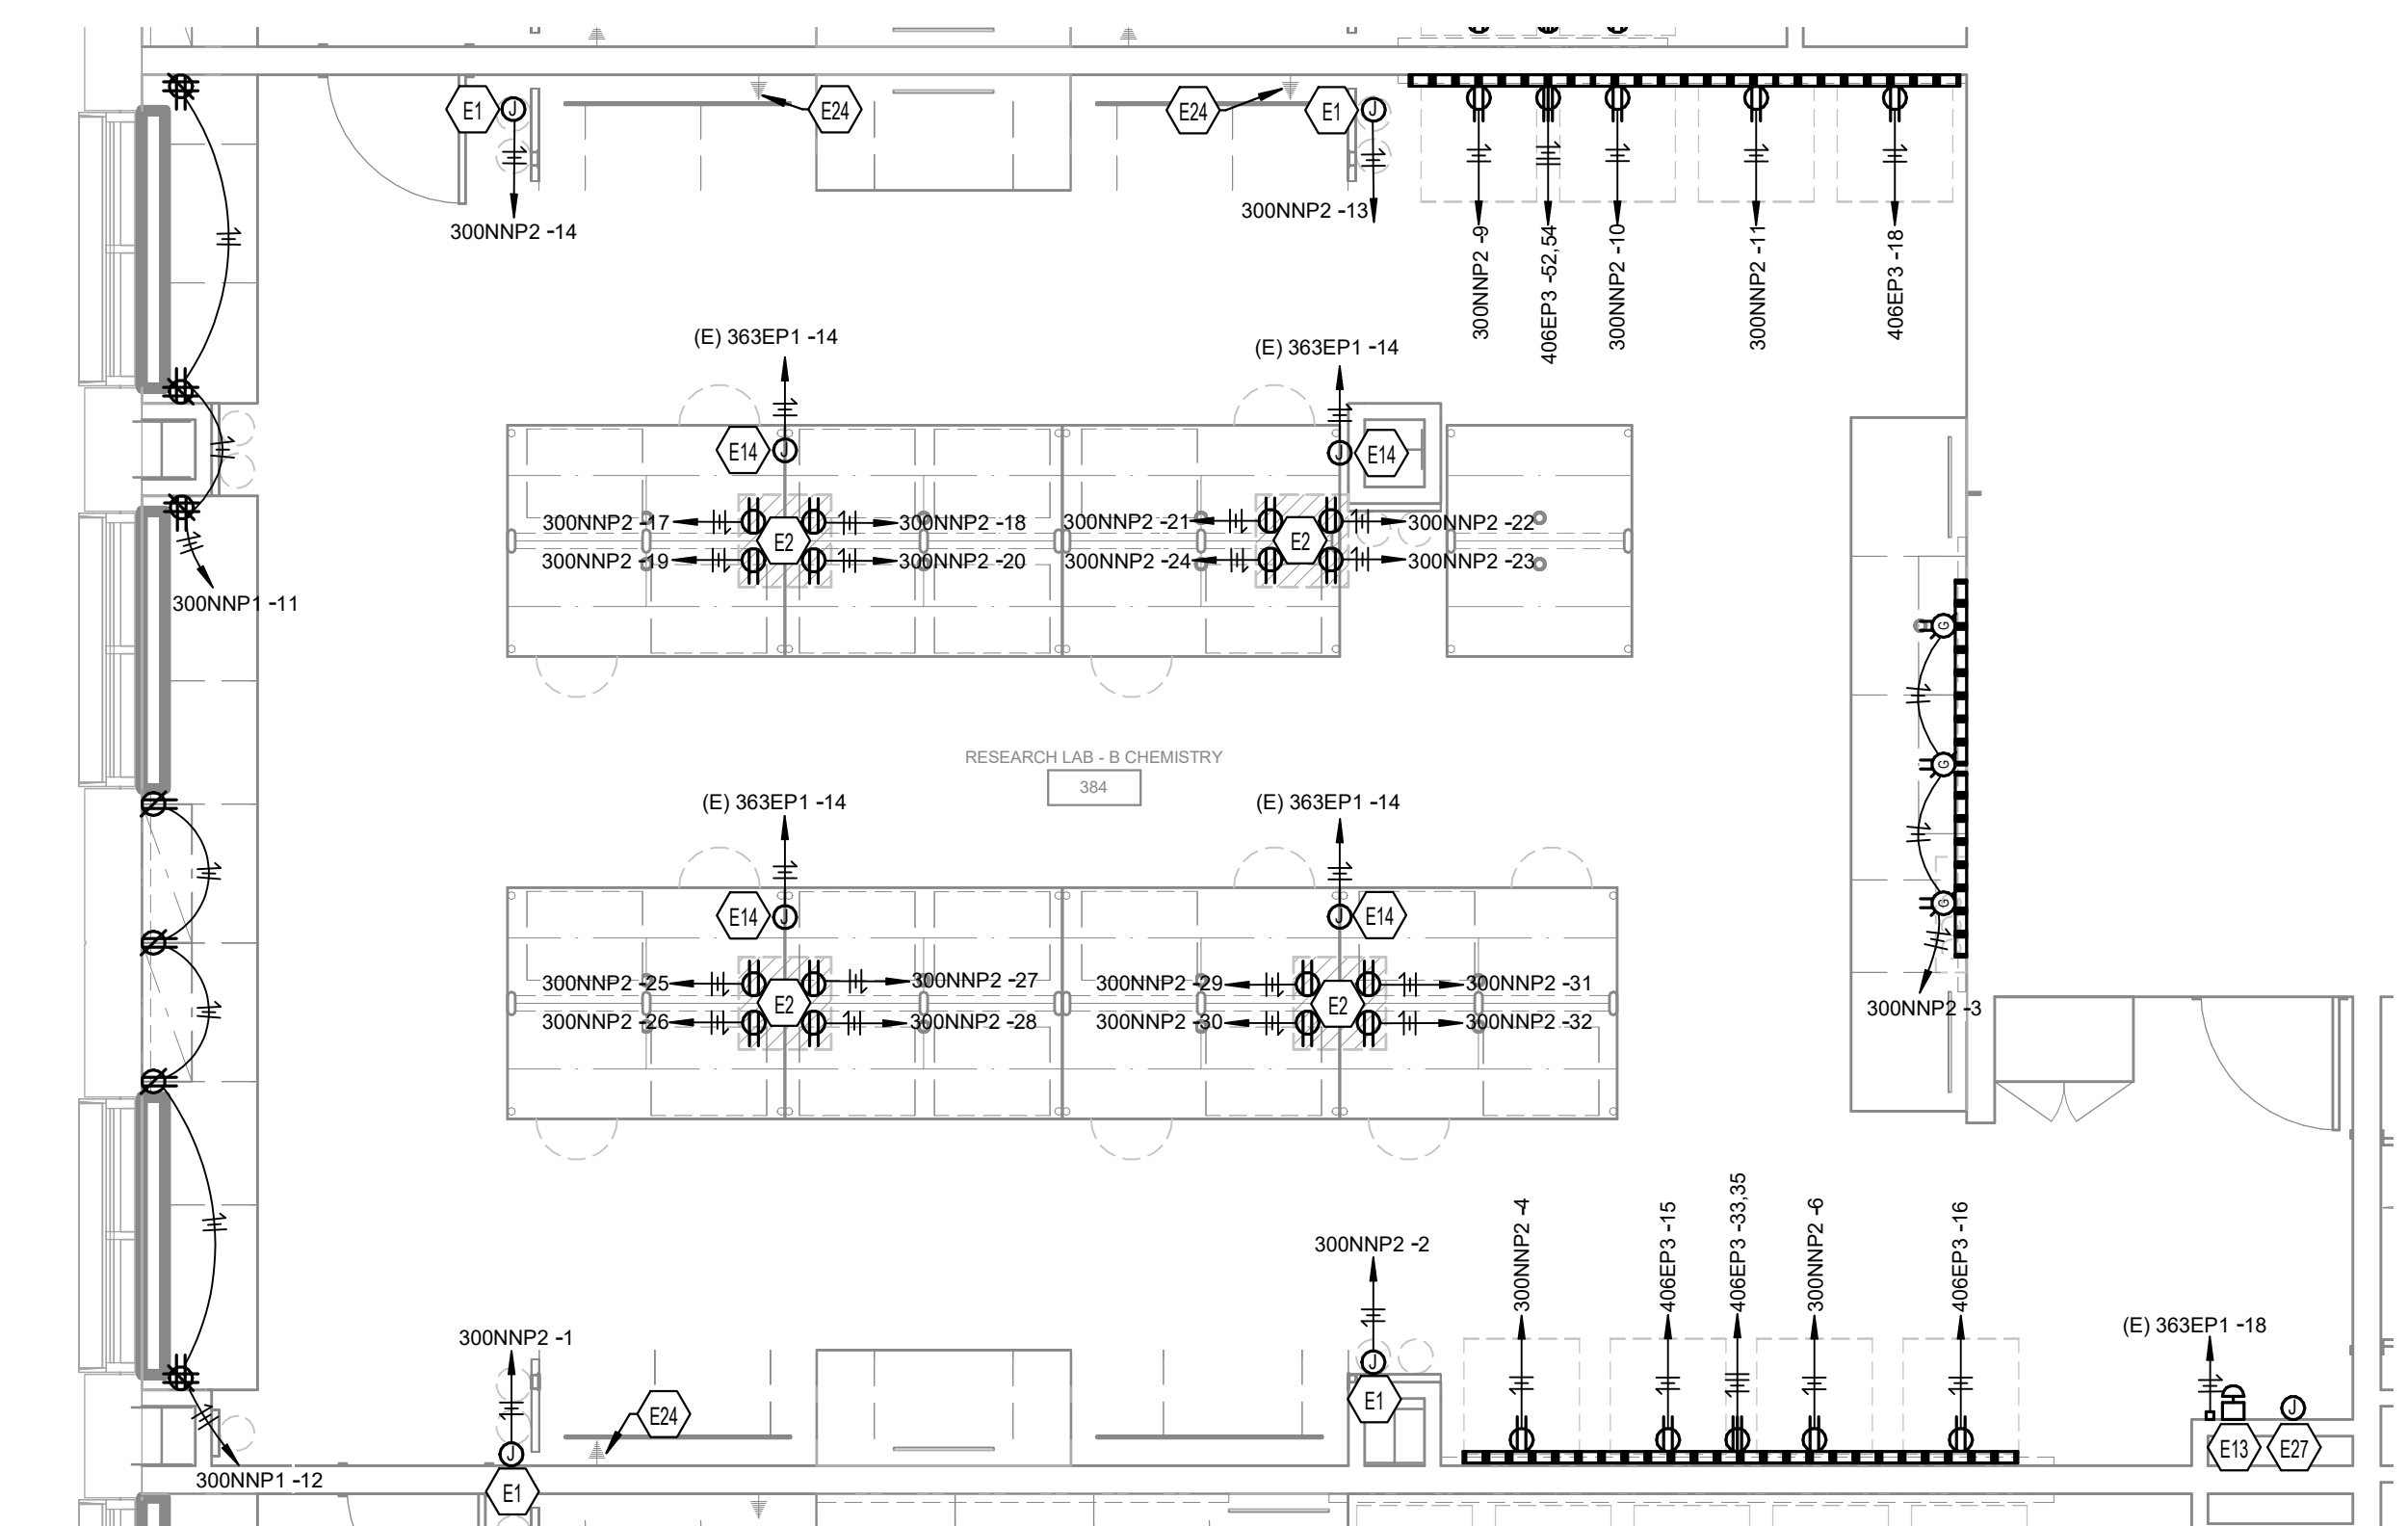 E1
J
E24
E24
E1
J
300NNP2 -14
300NNP2 -13
300NNP2 -9
406EP3 -52,54
300NNP2 -10
300NNP2 -11
406EP3 -18
(E) 363EP1 -14
(E) 363EP1 -14
E14
J
J
E14
300NNP2 -17
300NNP2 -18
300NNP2 -21
300NNP2 -22
E2
E2
300NNP2 -19
300NNP2 -20
300NNP2 -24
300NNP2 -23
300NNP1 -11
G
RESEARCH LAB - B CHEMISTRY
384
G
(E) 363EP1 -14
(E) 363EP1 -14
G
E14
J
J
E14
300NNP2 -25
300NNP2 -27
300NNP2 -29
300NNP2 -31
E2
E2
300NNP2 -26
300NNP2 -28
300NNP2 -30
300NNP2 -32
300NNP2 -3
300NNP2 -4
406EP3 -15
406EP3 -33,35
300NNP2 -6
406EP3 -16
300NNP2 -2
300NNP2 -1
(E) 363EP1 -18
J
E1
E24
J
J
E13
E27
300NNP1 -12
E1